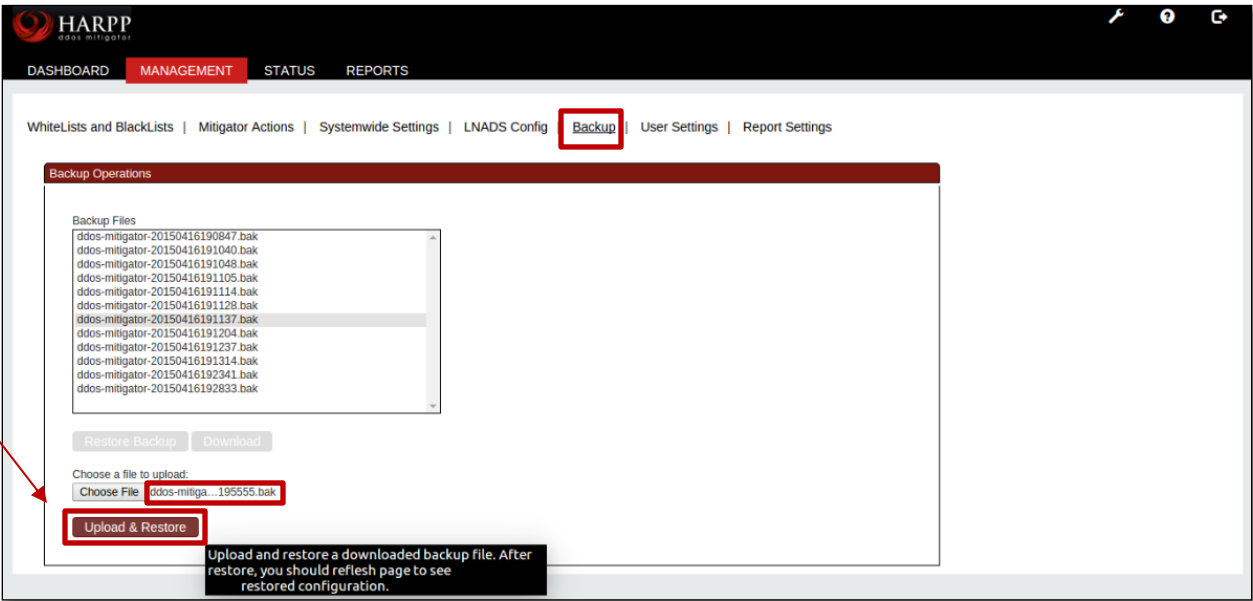 HARPP
ddos mitigator
DASHBOARD MANAGEMENT STATUS REPORTS
WhiteLists and BlackLists | Mitigator Actions | Systemwide Settings | LNADS Config | Backup | User Settings | Report Settings
Backup Operations
Backup Files
ddos-mitigator-20150416190847.bak
ddos-mitigator-20150416191040.bak
ddos-mitigator-20150416191048.bak
ddos-mitigator-20150416191105.bak
ddos-mitigator-20150416191114.bak
ddos-mitigator-20150416191128.bak
ddos-mitigator-20150416191137.bak
ddos-mitigator-20150416191204.bak
ddos-mitigator-20150416191237.bak
ddos-mitigator-20150416191314.bak
ddos-mitigator-20150416192341.bak
ddos-mitigator-20150416192833.bak
Restore Backup Download
Choose a file to upload:
Choose File ddos-mitiga...195555.bak
Upload & Restore
Upload and restore a downloaded backup file. After
restore, you should reflesh page to see
restored configuration.